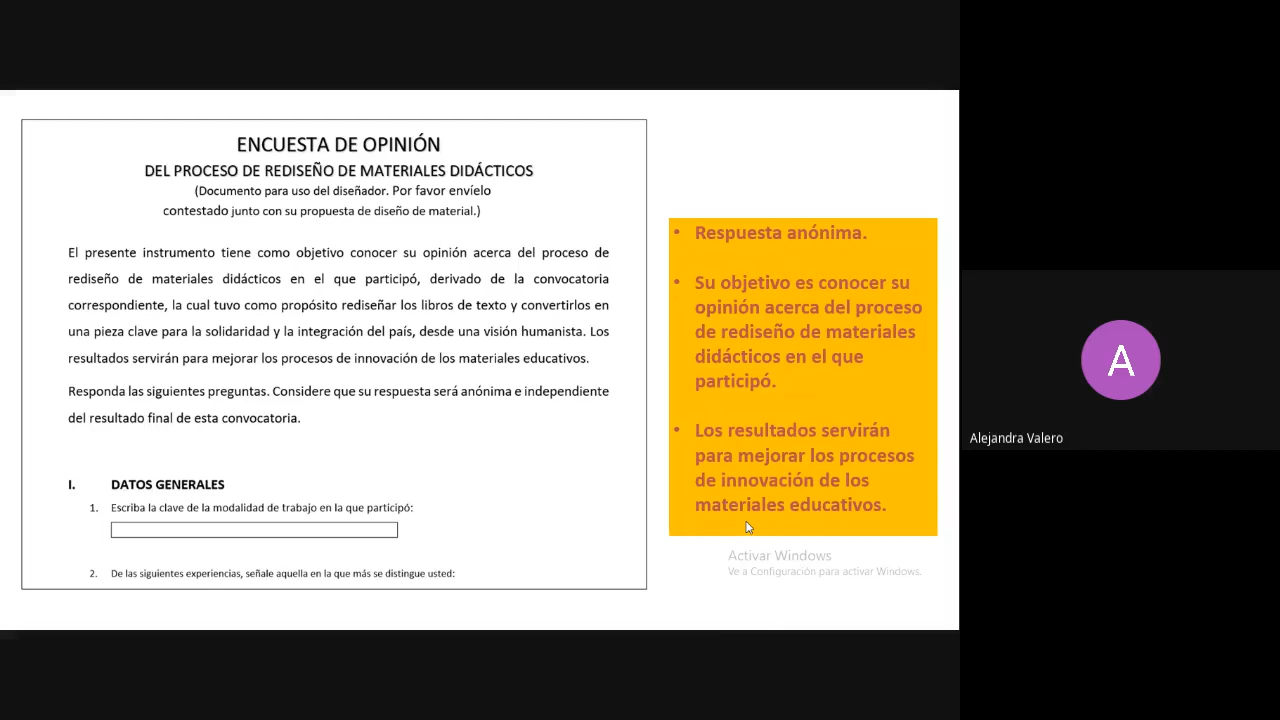 ENCUESTA DE OPINIÓN
DEL PROCESO DE REDISEÑO DE MATERIALES DIDÁCTICOS
(Documento para uso del diseñador. Por favor envíelo
contestado junto con su propuesta de diseño de material.)
El presente instrumento tiene como objetivo conocer su opinión acerca del proceso de
rediseño de materiales didácticos en el que participó, derivado de la convocatoria
correspondiente, la cual tuvo como propósito rediseñar los libros de texto y convertirlos en
una pieza clave para la solidaridad y la integración del país, desde una visión humanista. Los
resultados servirán para mejorar los procesos de innovación de los materiales educativos.
Responda las siguientes preguntas. Considere que su respuesta será anónima e independiente
del resultado final de esta convocatoria.
I. DATOS GENERALES
1. Escriba la clave de la modalidad de trabajo en la que participó:
2. De las siguientes experiencias, señale aquella en la que más se distingue usted:
• Respuesta anónima.
• Su objetivo es conocer su
opinión acerca del proceso
de rediseño de materiales
didácticos en el que
participó.
• Los resultados servirán
para mejorar los procesos
de innovación de los
materiales educativos.
Activar Windows
Ve a Configuración para activar Windows.
A
Alejandra Valero